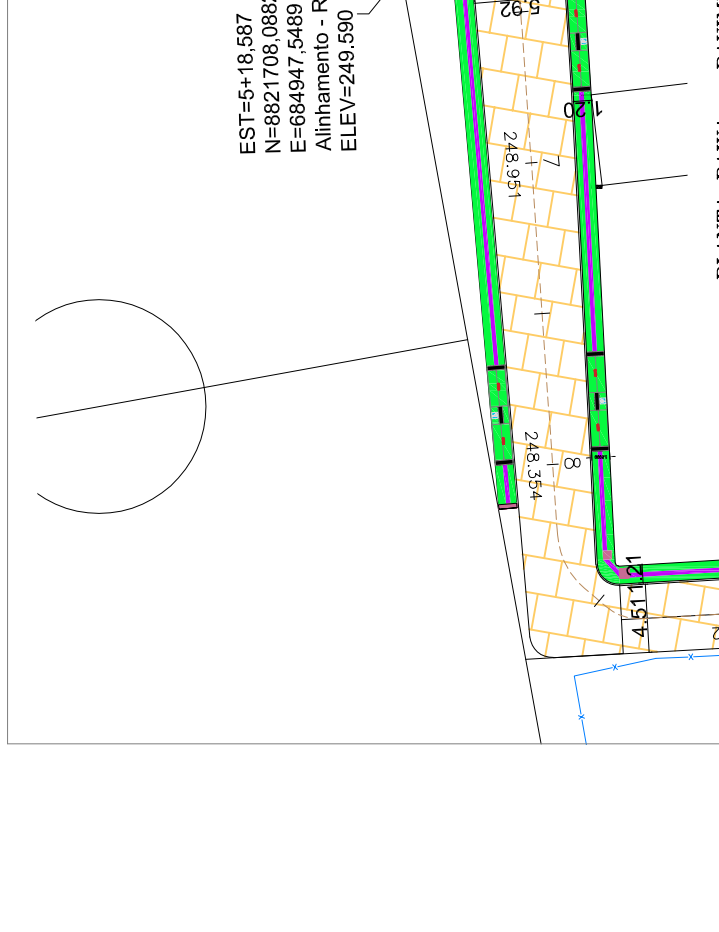 EST=5+18,587
N=8821708,088
E=684947,5489
Alinhamento - R
ELEV=249.590
5.92
1.20
7
248.951
8
248.354
1.21
4.51